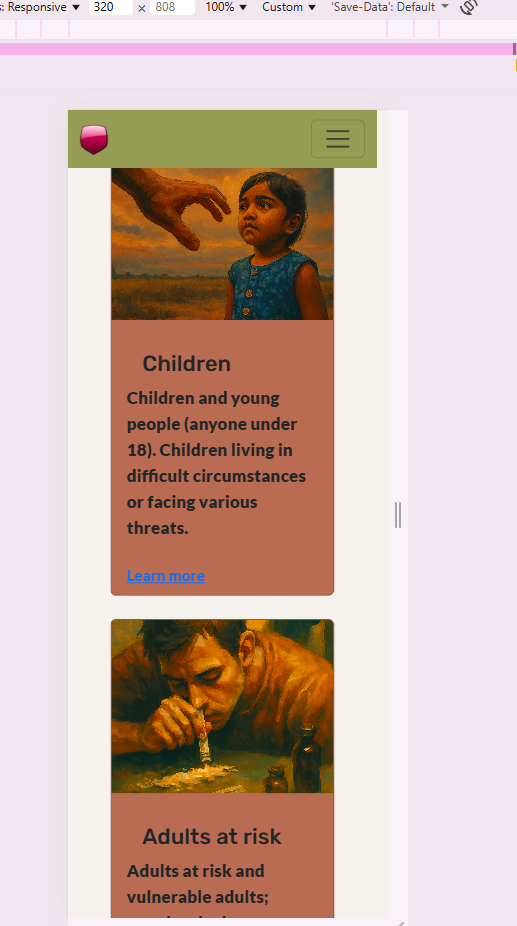 : Responsive ▼ 320 × 808 100% ▼ Custom ▼ 'Save-Data': Default ▼
Children
Children and young
people (anyone under
18). Children living in
difficult circumstances
or facing various
threats.
Learn more
Adults at risk
Adults at risk and
vulnerable adults;